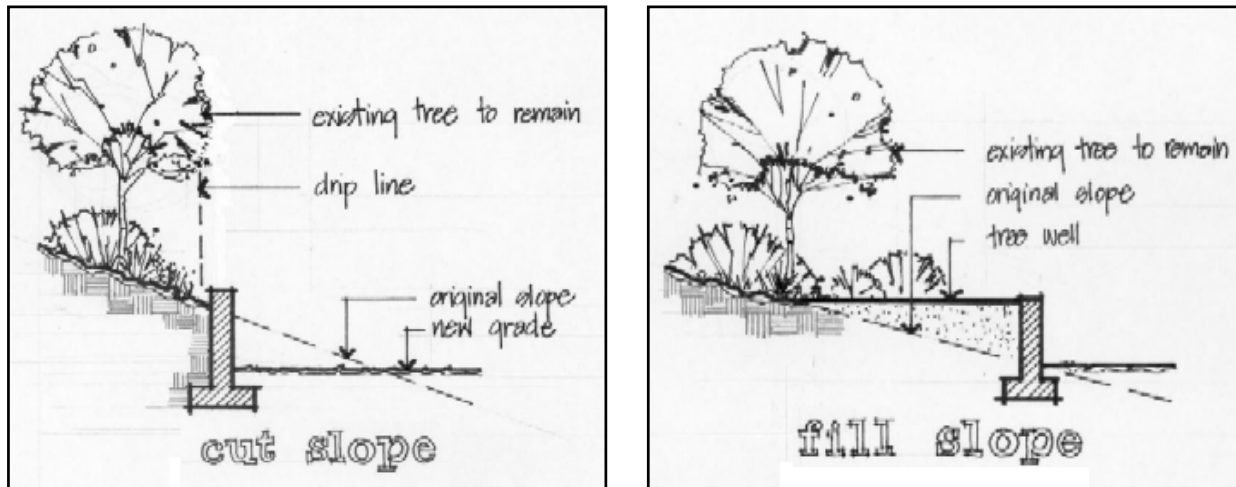 existing tree to remain
drip line
original slope
new grade
cut slope
existing tree to remain
original slope
tree well
fill slope